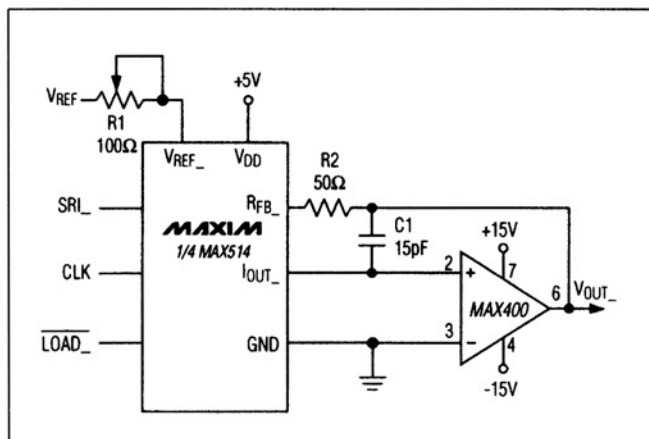 +5V
VREF
R1
100Ω
VREF_
VDD
R2
50Ω
SRI_
RFB_
MAXIM
1/4 MAX514
C1
15pF
+15V
CLK
IOUT_
2
+
7
MAX400
6
VOUT_
LOAD_
GND
3
−
4
-15V